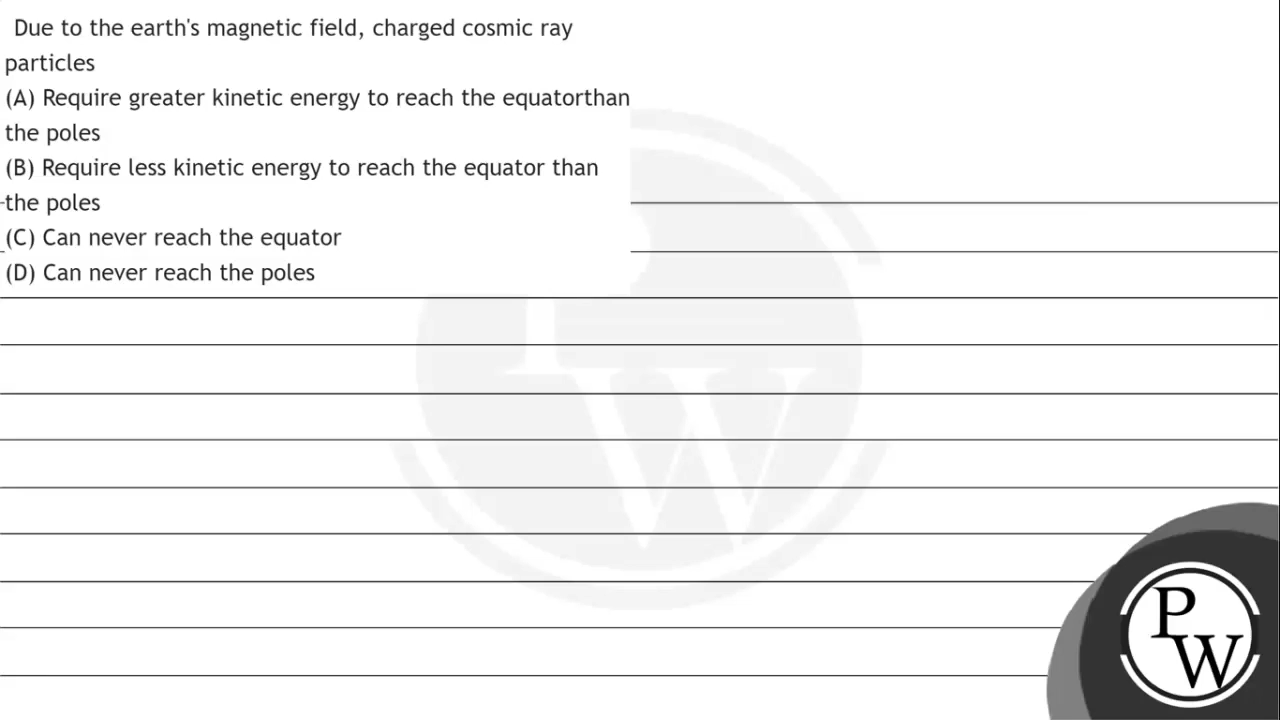 Due to the earth's magnetic field, charged cosmic ray
particles
(A) Require greater kinetic energy to reach the equatorthan
the poles
(B) Require less kinetic energy to reach the equator than
the poles
(C) Can never reach the equator
(D) Can never reach the poles
P
W